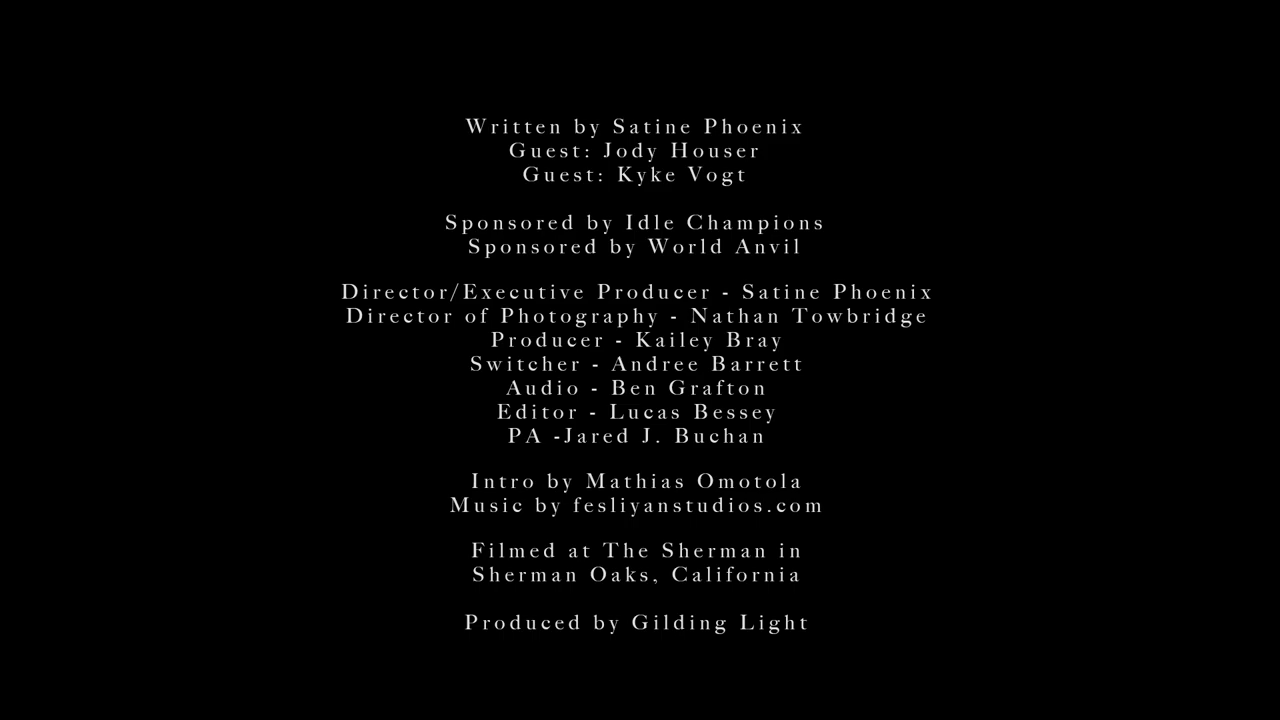 Written by Satine Phoenix
Guest: Jody Houser
Guest: Kyke Vogt
Sponsored by Idle Champions
Sponsored by World Anvil
Director/Executive Producer - Satine Phoenix
Director of Photography - Nathan Towbridge
Producer - Kailey Bray
Switcher - Andree Barrett
Audio - Ben Grafton
Editor - Lucas Bessey
PA -Jared J. Buchan
Intro by Mathias Omotola
Music by fesliyanstudios.com
Filmed at The Sherman in
Sherman Oaks, California
Produced by Gilding Light